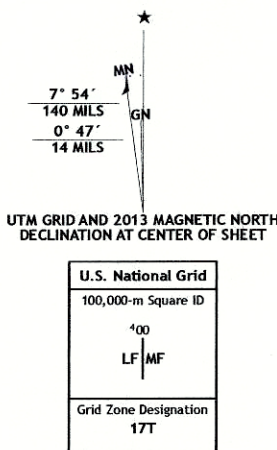 ★
MN
GN
7° 54´
140 MILS
0° 47´
14 MILS
UTM GRID AND 2013 MAGNETIC NORTH
DECLINATION AT CENTER OF SHEET
U.S. National Grid
100,000-m Square ID
⁴00
LF MF
Grid Zone Designation
17T